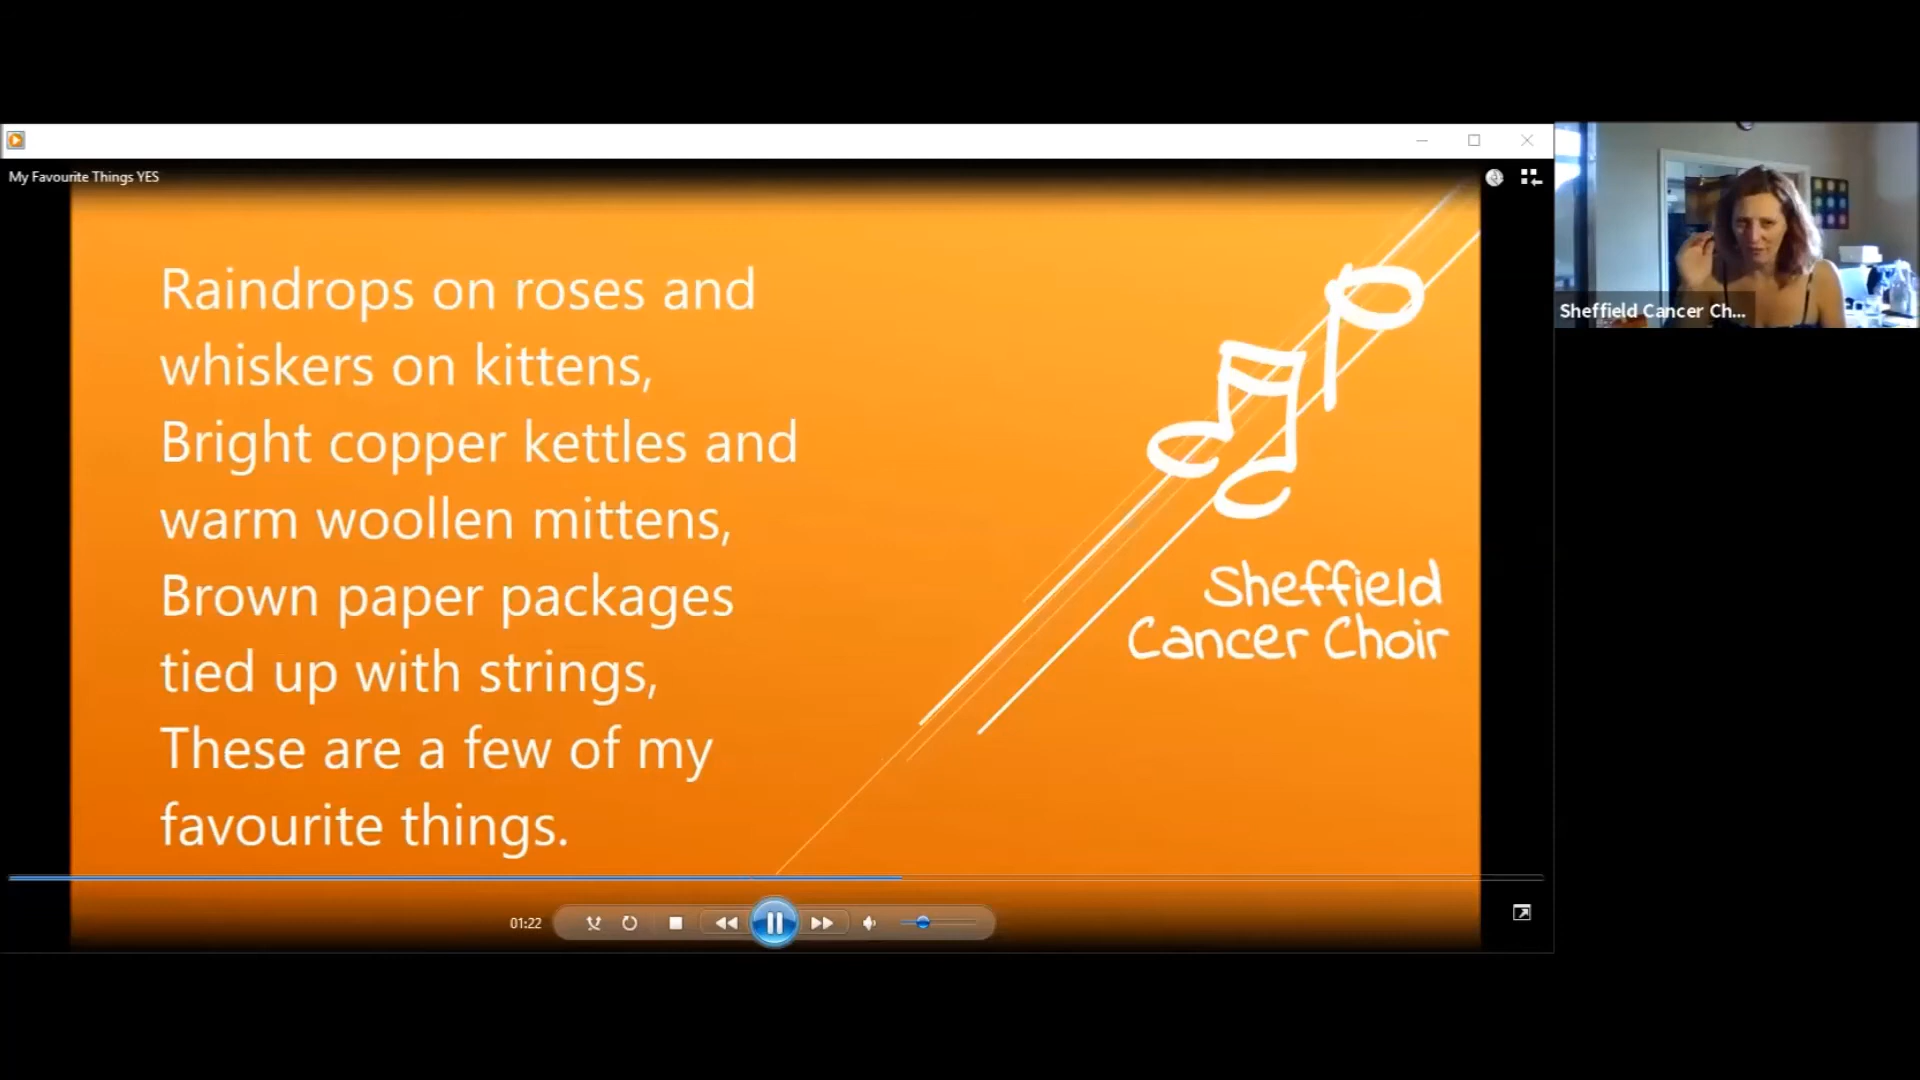 My Favourite Things YES
Raindrops on roses and
whiskers on kittens,
Bright copper kettles and
warm woollen mittens,
Brown paper packages
tied up with strings,
These are a few of my
favourite things.
Sheffield
Cancer Choir
Sheffield Cancer Ch...
01:22